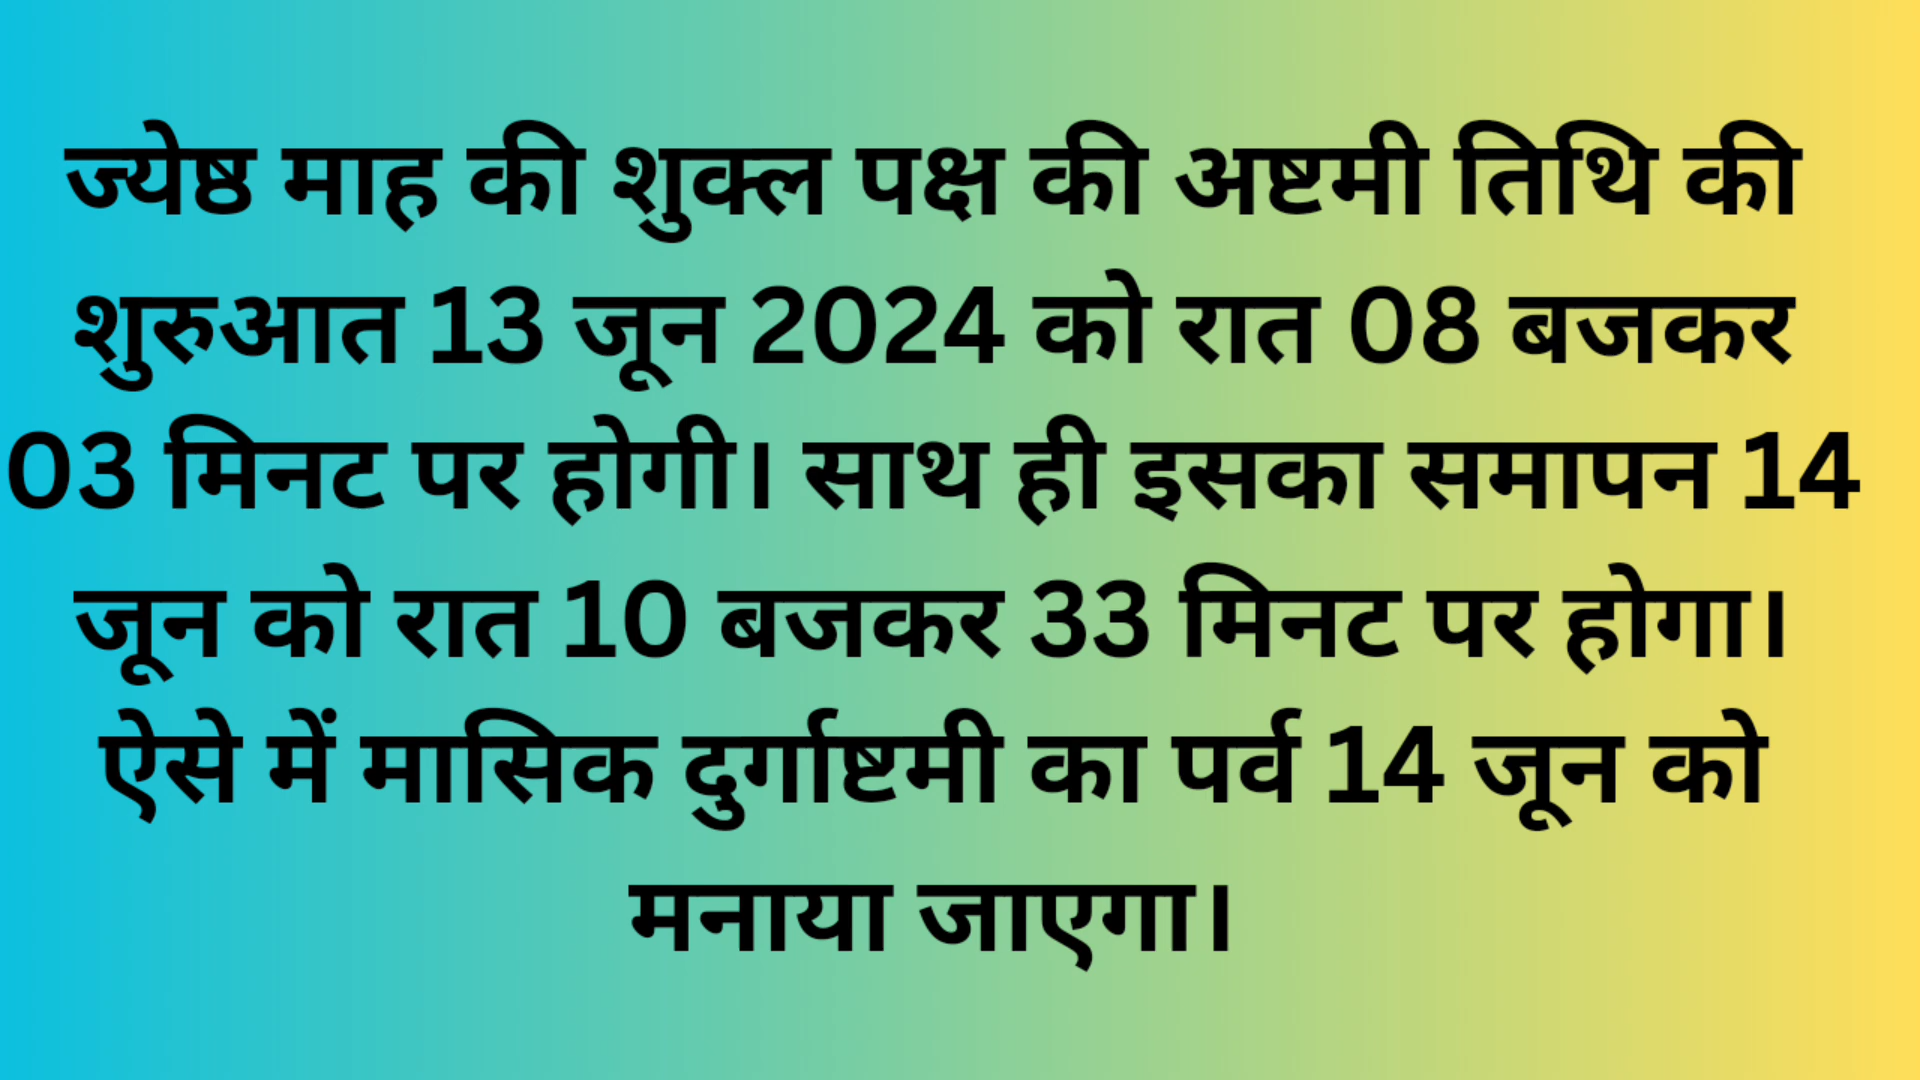 ज्येष्ठ माह की शुक्ल पक्ष की अष्टमी तिथि की
शुरुआत 13 जून 2024 को रात 08 बजकर
03 मिनट पर होगी। साथ ही इसका समापन 14
जून को रात 10 बजकर 33 मिनट पर होगा।
ऐसे में मासिक दुर्गाष्टमी का पर्व 14 जून को
मनाया जाएगा।